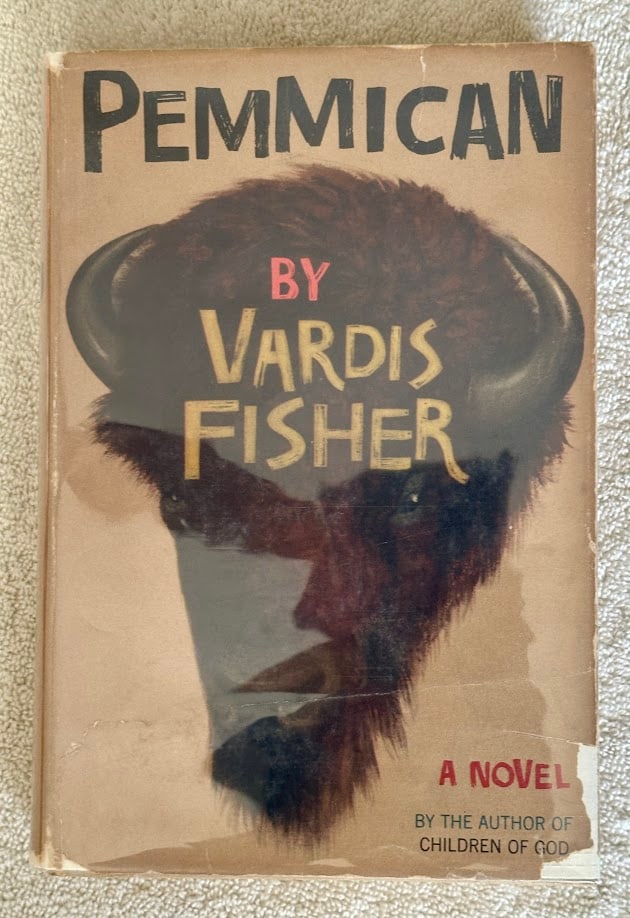 PEMMICAN
BY
VARDIS
FISHER
A NOVEL
BY THE AUTHOR OF
CHILDREN OF GOD